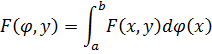 F(φ,y) = ∫_a^b F(x,y)dφ(x)